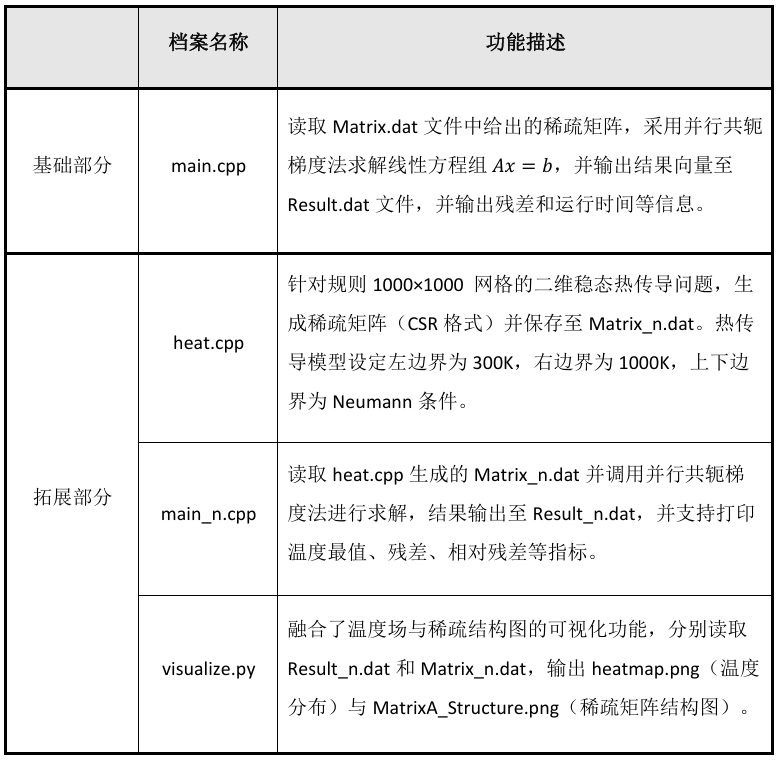 档案名称
功能描述
基础部分
main.cpp
读取 Matrix.dat 文件中给出的稀疏矩阵，采用并行共轭
梯度法求解线性方程组 Ax = b，并输出结果向量至
Result.dat 文件，并输出残差和运行时间等信息。
拓展部分
heat.cpp
针对规则 1000×1000 网格的二维稳态热传导问题，生
成稀疏矩阵（CSR 格式）并保存至 Matrix_n.dat。热传
导模型设定左边界为 300K，右边界为 1000K，上下边
界为 Neumann 条件。
main_n.cpp
读取 heat.cpp 生成的 Matrix_n.dat 并调用并行共轭梯
度法进行求解，结果输出至 Result_n.dat，并支持打印
温度最值、残差、相对残差等指标。
visualize.py
融合了温度场与稀疏结构图的可视化功能，分别读取
Result_n.dat 和 Matrix_n.dat，输出 heatmap.png（温度
分布）与 MatrixA_Structure.png（稀疏矩阵结构图）。